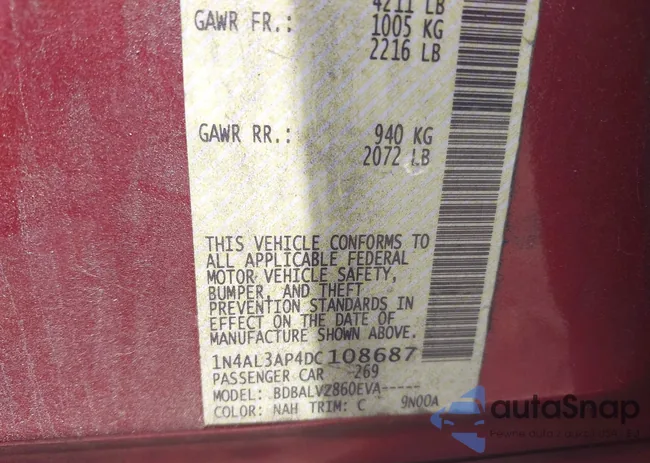 4211 LB
GAWR FR.: 1005 KG
2216 LB
GAWR RR.: 940 KG
2072 LB
THIS VEHICLE CONFORMS TO
ALL APPLICABLE FEDERAL
MOTOR VEHICLE SAFETY,
BUMPER, AND THEFT
PREVENTION STANDARDS IN
EFFECT ON THE DATE OF
MANUFACTURE SHOWN ABOVE.
1N4AL3AP4DC108687
PASSENGER CAR 269
MODEL: BDBALVZ860EVA-----
COLOR: NAH TRIM: C 9N00A
autaSnap